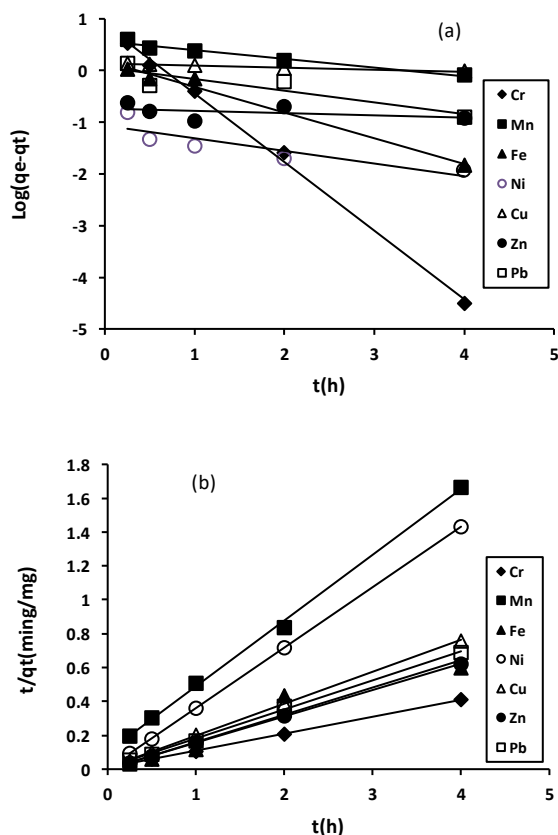 (a)
1
0
-1
-2
-3
-4
-5
Log(qe-qt)
0 1 2 3 4 5
t(h)
Cr
Mn
Fe
Ni
Cu
Zn
Pb
(b)
1.8
1.6
1.4
1.2
1
0.8
0.6
0.4
0.2
0
t/qt(ming/mg)
0 1 2 3 4 5
t(h)
Cr
Mn
Fe
Ni
Cu
Zn
Pb